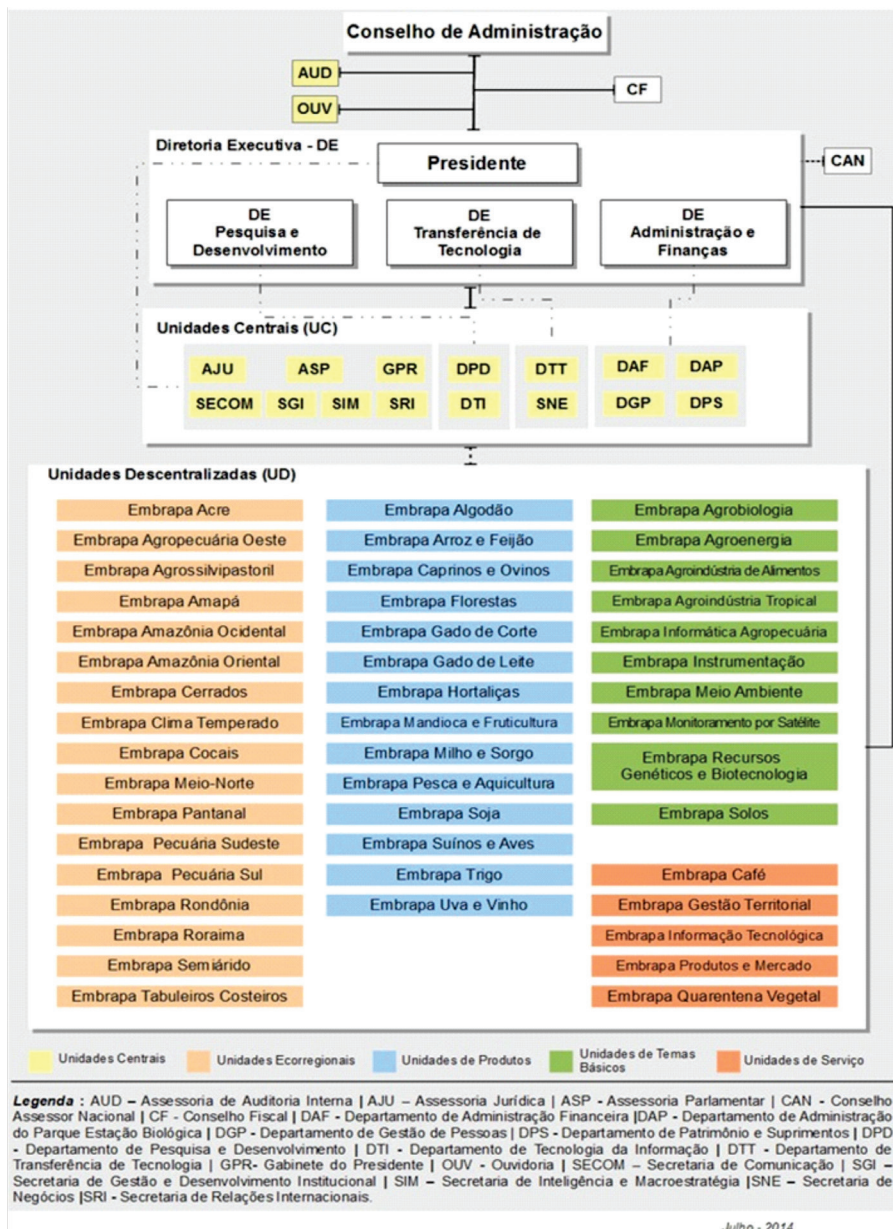 Conselho de Administração
AUD
CF
OUV
Diretoria Executiva - DE
Presidente
CAN
DE
Pesquisa e
Desenvolvimento
DE
Transferência de
Tecnologia
DE
Administração e
Finanças
Unidades Centrais (UC)
AJU
ASP
GPR
DPD
DTT
DAF
DAP
SECOM
SGI
SIM
SRI
DTI
SNE
DGP
DPS
Unidades Descentralizadas (UD)
Embrapa Acre
Embrapa Agropecuária Oeste
Embrapa Agrossilvipastoril
Embrapa Amapá
Embrapa Amazônia Ocidental
Embrapa Amazônia Oriental
Embrapa Cerrados
Embrapa Clima Temperado
Embrapa Cocais
Embrapa Meio-Norte
Embrapa Pantanal
Embrapa Pecuária Sudeste
Embrapa Pecuária Sul
Embrapa Rondônia
Embrapa Roraima
Embrapa Semiárido
Embrapa Tabuleiros Costeiros
Embrapa Algodão
Embrapa Arroz e Feijão
Embrapa Caprinos e Ovinos
Embrapa Florestas
Embrapa Gado de Corte
Embrapa Gado de Leite
Embrapa Hortaliças
Embrapa Mandioca e Fruticultura
Embrapa Milho e Sorgo
Embrapa Pesca e Aquicultura
Embrapa Soja
Embrapa Suínos e Aves
Embrapa Trigo
Embrapa Uva e Vinho
Embrapa Agrobiologia
Embrapa Agroenergia
Embrapa Agroindústria de Alimentos
Embrapa Agroindústria Tropical
Embrapa Informática Agropecuária
Embrapa Instrumentação
Embrapa Meio Ambiente
Embrapa Monitoramento por Satélite
Embrapa Recursos
Genéticos e Biotecnologia
Embrapa Solos
Embrapa Café
Embrapa Gestão Territorial
Embrapa Informação Tecnológica
Embrapa Produtos e Mercado
Embrapa Quarentena Vegetal
Unidades Centrais
Unidades Ecorregionais
Unidades de Produtos
Unidades de Temas
Básicos
Unidades de Serviço
Legenda : AUD – Assessoria de Auditoria Interna | AJU – Assessoria Jurídica | ASP - Assessoria Parlamentar | CAN - Conselho
Assessor Nacional | CF - Conselho Fiscal | DAF - Departamento de Administração Financeira |DAP - Departamento de Administração
do Parque Estação Biológica | DGP - Departamento de Gestão de Pessoas | DPS - Departamento de Patrimônio e Suprimentos | DPD
- Departamento de Pesquisa e Desenvolvimento | DTI - Departamento de Tecnologia da Informação | DTT - Departamento de
Transferência de Tecnologia | GPR- Gabinete do Presidente | OUV - Ouvidoria | SECOM – Secretaria de Comunicação | SGI –
Secretaria de Gestão e Desenvolvimento Institucional | SIM – Secretaria de Inteligência e Macroestratégia |SNE – Secretaria de
Negócios |SRI - Secretaria de Relações Internacionais.
Julho - 2014